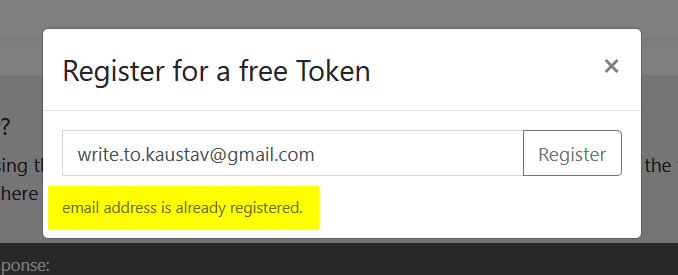 Register for a free Token
×
write.to.kaustav@gmail.com
Register
?
sing th
the
here
email address is already registered.
ponse: